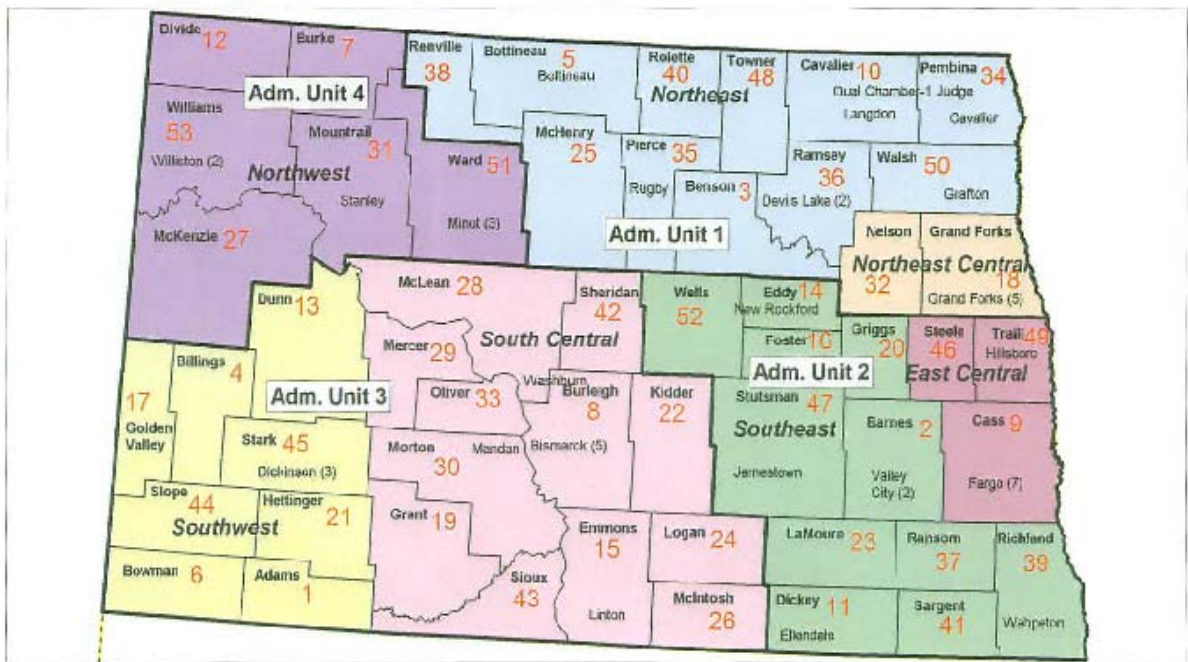 Divide 12
Burke 7
Renville 38
Bottineau 5
Bottineau
Rolette 40
Towner 48
Cavalier 10
Dual Chamber-1 Judge
Langdon
Pembina 34
Cavalier
Adm. Unit 4
Northeast
Williams 53
Williston (2)
Mountrail 31
Stanley
Northwest
Ward 51
Minot (3)
McHenry 25
Pierce 35
Rugby
Benson 3
Ramsey 36
Devils Lake (2)
Walsh 50
Grafton
McKenzie 27
Adm. Unit 1
Nelson 32
Grand Forks 18
Northeast Central
Grand Forks (5)
Dunn 13
McLean 28
Sheridan 42
Wells 52
Eddy 14
New Rockford
Foster 16
Griggs 20
Steele 46
Traill 49
Hillsboro
South Central
East Central
Billings 4
Mercer 29
Adm. Unit 3
Oliver 33
Washburn
Burleigh 8
Bismarck (5)
Kidder 22
Adm. Unit 2
Stutsman 47
Southeast
Jamestown
Barnes 2
Valley
City (2)
Cass 9
Fargo (7)
17
Golden
Valley
Stark 45
Dickinson (3)
Morton 30
Mandan
Slope 44
Hettinger 21
Southwest
Grant 19
Emmons 15
Linton
Logan 24
LaMoure 23
Ransom 37
Richland 39
Wahpeton
Bowman 6
Adams 1
Sioux 43
McIntosh 26
Dickey 11
Ellendale
Sargent 41